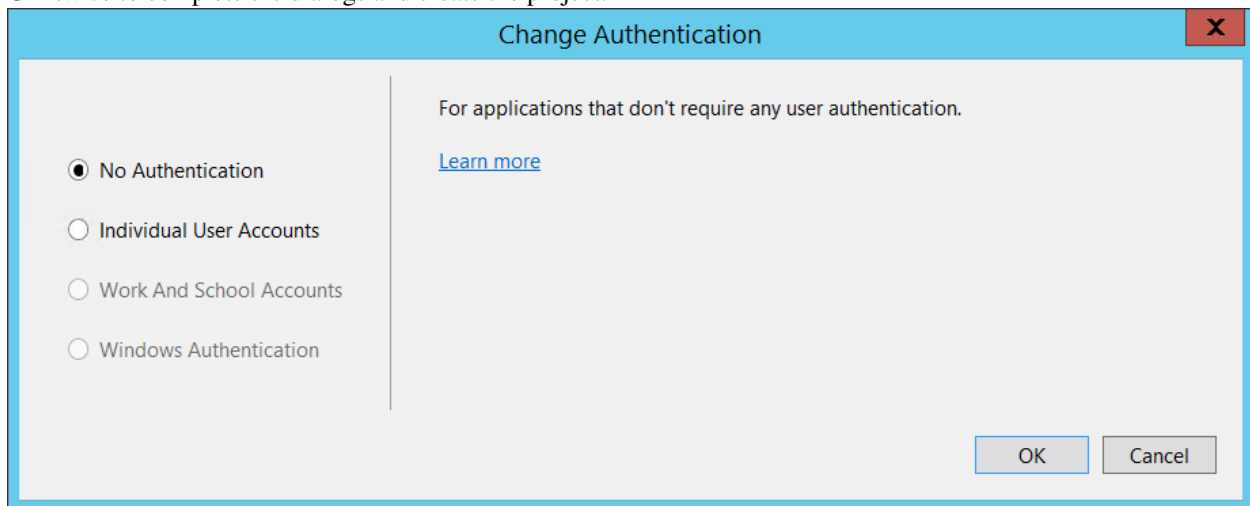 Change Authentication
X
For applications that don't require any user authentication.
Learn more
No Authentication
Individual User Accounts
Work And School Accounts
Windows Authentication
OK
Cancel